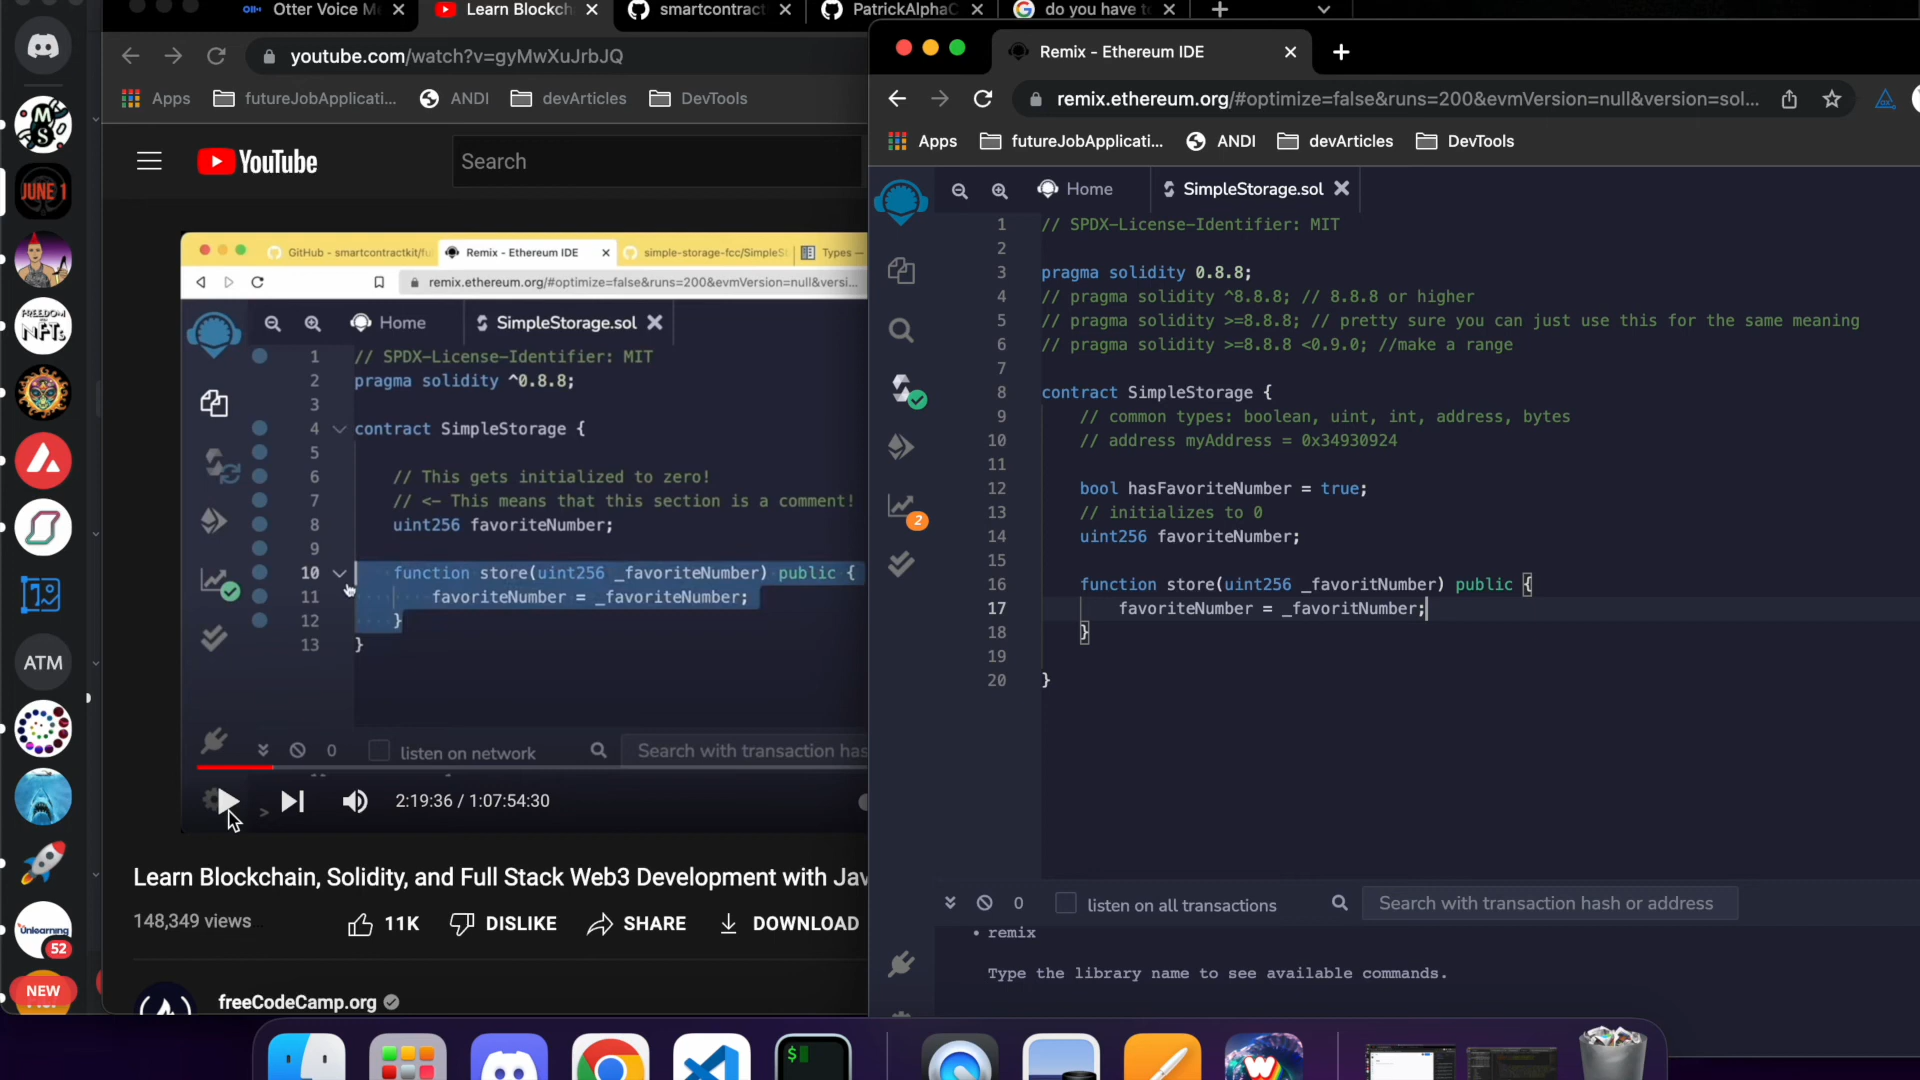 Otter Voice M
Learn Blockch
smartcontract
PatrickAlphaC
do you have t
youtube.com/watch?v=gyMwXuJrbJQ
Apps
futureJobApplicati...
ANDI
devArticles
DevTools
YouTube
Search
GitHub - smartcontractkit/fu
Remix - Ethereum IDE
simple-storage-fcc/SimpleS
Types —
remix.ethereum.org/#optimize=false&runs=200&evmVersion=null&versi...
Home
SimpleStorage.sol
1 // SPDX-License-Identifier: MIT
2 pragma solidity ^0.8.8;
3
4 contract SimpleStorage {
5
6 // This gets initialized to zero!
7 // <- This means that this section is a comment!
8 uint256 favoriteNumber;
9
10 function store(uint256 _favoriteNumber) public {
11 favoriteNumber = _favoriteNumber;
12 }
13 }
0
listen on network
Search with transaction has
2:19:36 / 1:07:54:30
Learn Blockchain, Solidity, and Full Stack Web3 Development with Jav
148,349 views
11K
DISLIKE
SHARE
DOWNLOAD
freeCodeCamp.org
JUNE 1
FREEDOM
NFTs
ATM
Unlearning
52
NEW
Remix - Ethereum IDE
remix.ethereum.org/#optimize=false&runs=200&evmVersion=null&version=sol...
Apps
futureJobApplicati...
ANDI
devArticles
DevTools
Home
SimpleStorage.sol
1 // SPDX-License-Identifier: MIT
2
3 pragma solidity 0.8.8;
4 // pragma solidity ^8.8.8; // 8.8.8 or higher
5 // pragma solidity >=8.8.8; // pretty sure you can just use this for the same meaning
6 // pragma solidity >=8.8.8 <0.9.0; //make a range
7
8 contract SimpleStorage {
9 // common types: boolean, uint, int, address, bytes
10 // address myAddress = 0x34930924
11
12 bool hasFavoriteNumber = true;
13 // initializes to 0
14 uint256 favoriteNumber;
15
16 function store(uint256 _favoritNumber) public {
17 favoriteNumber = _favoritNumber;
18 }
19
20 }
2
0
listen on all transactions
Search with transaction hash or address
• remix
Type the library name to see available commands.